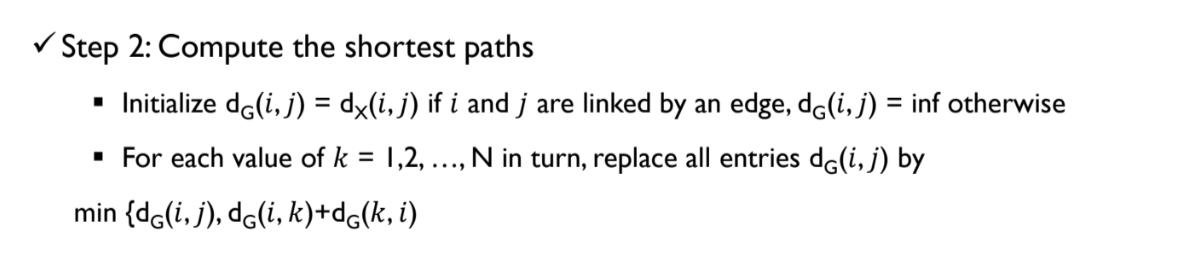 ✓ Step 2: Compute the shortest paths
▪ Initialize dG(i, j) = dX(i, j) if i and j are linked by an edge, dG(i, j) = inf otherwise
▪ For each value of k = 1,2, …, N in turn, replace all entries dG(i, j) by
min {dG(i, j), dG(i, k)+dG(k, i)